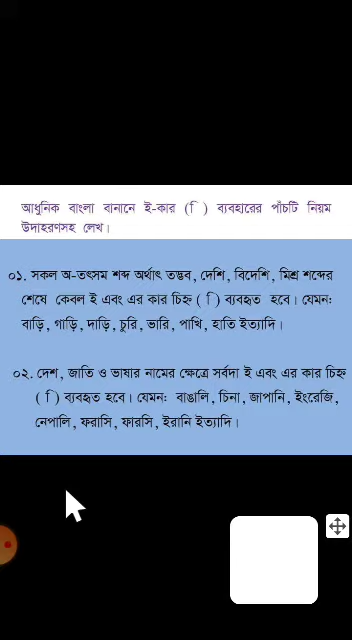 আধুনিক বাংলা বানানে ই-কার ( ি ) ব্যবহারের পাঁচটি নিয়ম
উদাহরণসহ লেখ।
০১. সকল অ-তৎসম শব্দ অর্থাৎ তদ্ভব, দেশি, বিদেশি, মিশ্র শব্দের
শেষে কেবল ই এবং এর কার চিহ্ন ( ি ) ব্যবহৃত হবে। যেমনঃ
বাড়ি, গাড়ি, দাড়ি, চুরি, ভারি, পাখি, হাতি ইত্যাদি।
০২. দেশ, জাতি ও ভাষার নামের ক্ষেত্রে সর্বদা ই এবং এর কার চিহ্ন
( ি ) ব্যবহৃত হবে। যেমনঃ বাঙালি, চিনা, জাপানি, ইংরেজি,
নেপালি, ফরাসি, ফারসি, ইরানি ইত্যাদি।